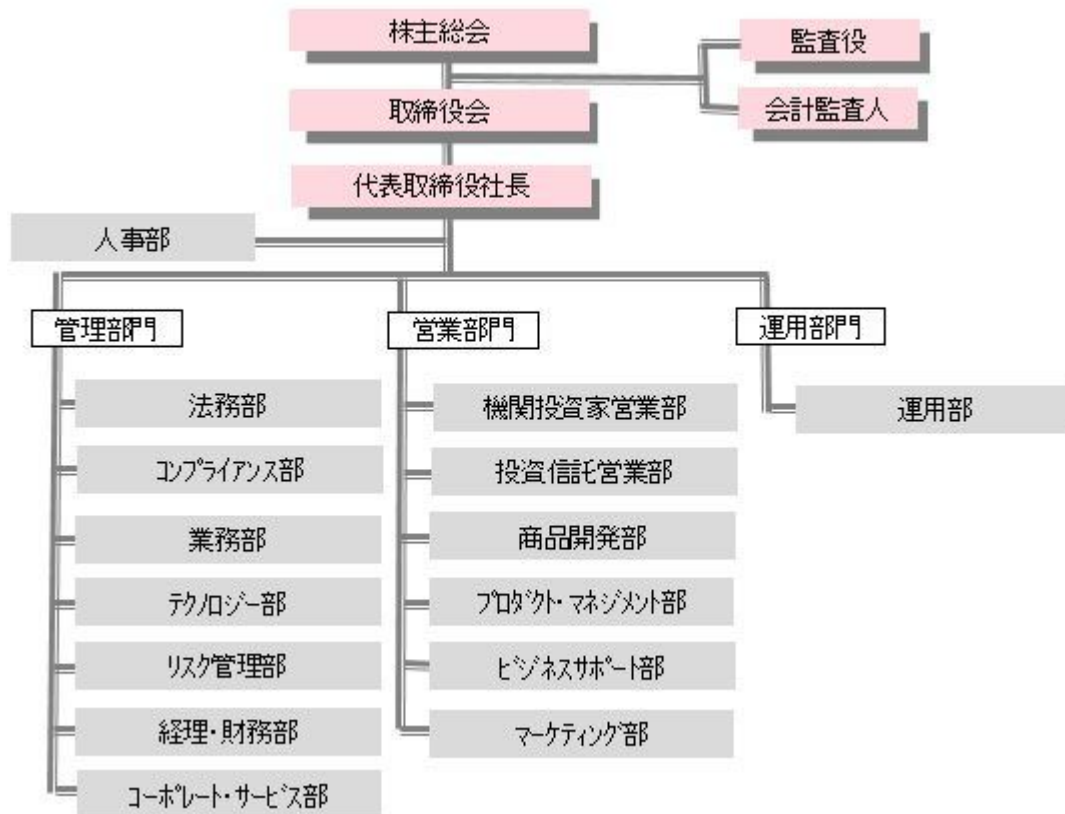 株主総会
監査役
取締役会
会計監査人
代表取締役社長
人事部
管理部門
営業部門
運用部門
法務部
機関投資家営業部
運用部
コンプライアンス部
投資信託営業部
業務部
商品開発部
テクノロジー部
プロダクト・マネジメント部
リスク管理部
ビジネスサポート部
経理・財務部
マーケティング部
コーポレート・サービス部